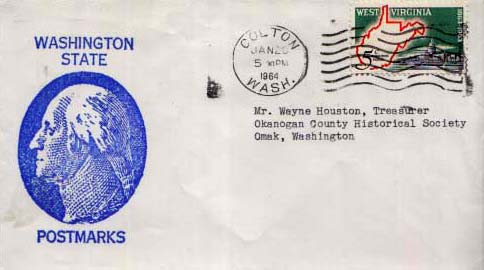 WASHINGTON
STATE
POSTMARKS
COLTON
JAN 2
5 PM
1964
WASH.
WEST VIRGINIA
5
Mr. Wayne Houston, Treasurer
Okanogan County Historical Society
Omak, Washington